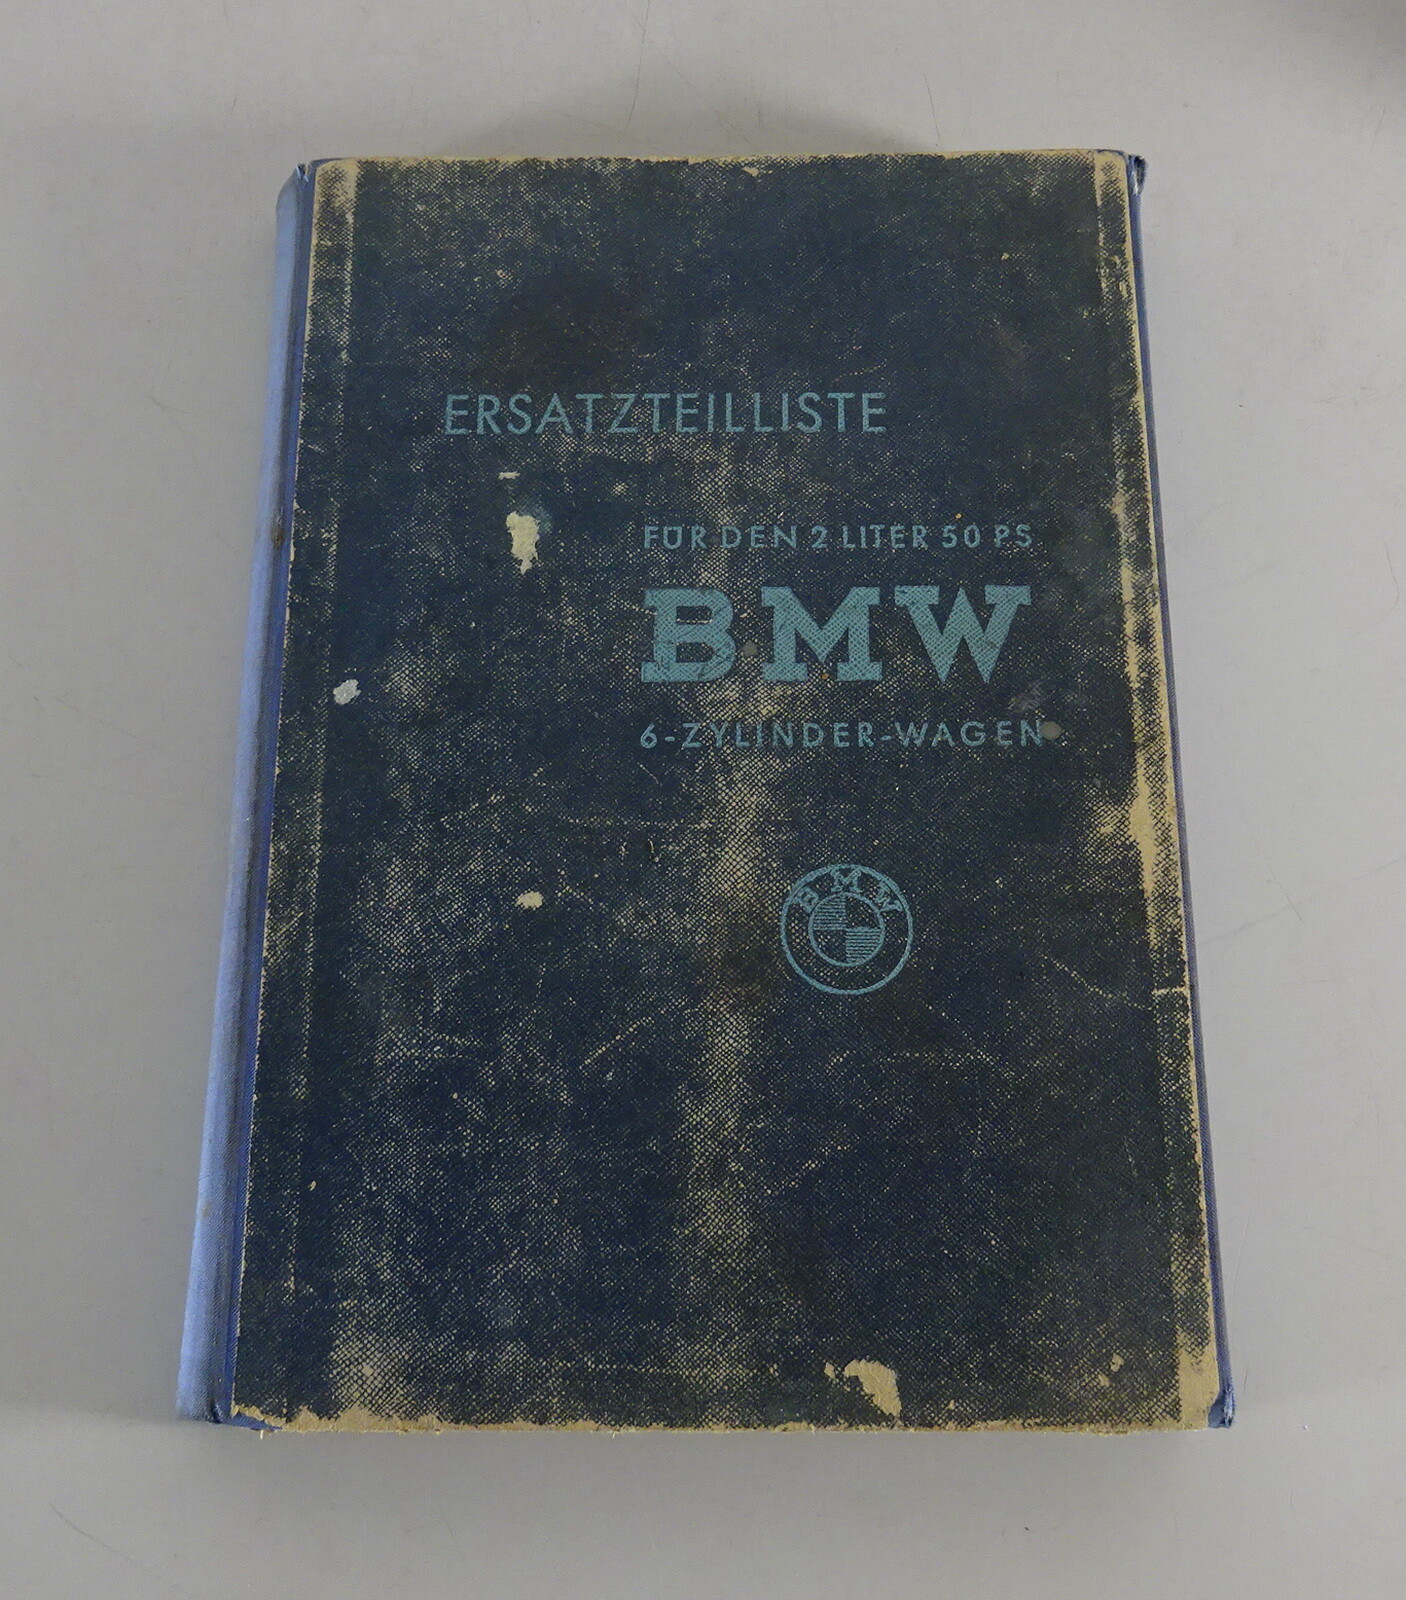 ERSATZTEILLISTE
FÜR DEN 2 LITER 50 PS
BMW
6-ZYLINDER-WAGEN
BMW